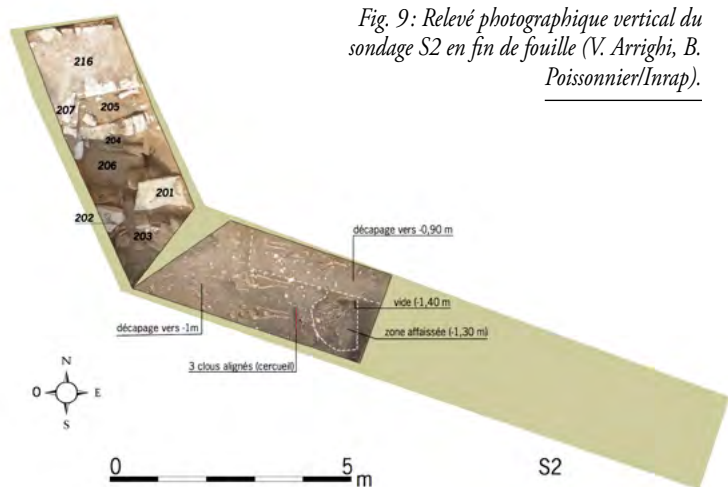 Fig. 9 : Relevé photographique vertical du
sondage S2 en fin de fouille (V. Arrighi, B.
Poissonnier/Inrap).
216
207
205
204
206
201
202
203
décapage vers -0,90 m
vide (-1,40 m
zone affaissée (-1,30 m)
décapage vers -1m
3 clous alignés (cercueil)
N
O
E
S
0
5
m
S2